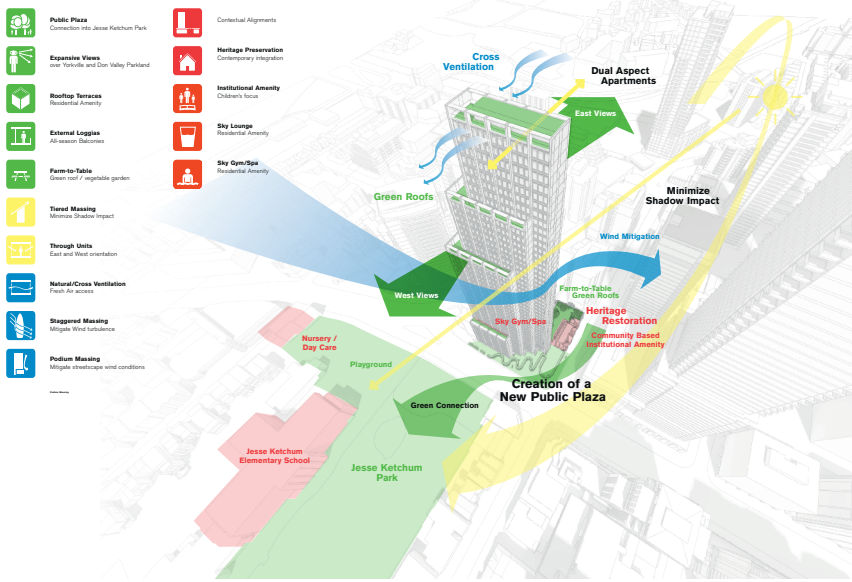 Public Plaza
Connection into Jesse Ketchum Park
Expansive Views
over Yorkville and Don Valley Parkland
Rooftop Terraces
Residential Amenity
External Loggias
All-season Balconies
Farm-to-Table
Green roof / vegetable garden
Tiered Massing
Minimize Shadow Impact
Through Units
East and West orientation
Natural/Cross Ventilation
Fresh Air access
Staggered Massing
Mitigate Wind turbulence
Podium Massing
Mitigate streetscape wind conditions
Podium Massing
Contextual Alignments
Heritage Preservation
Contemporary integration
Institutional Amenity
Children's focus
Sky Lounge
Residential Amenity
Sky Gym/Spa
Residential Amenity
Cross
Ventilation
Dual Aspect
Apartments
East Views
Green Roofs
Minimize
Shadow Impact
Wind Mitigation
West Views
Farm-to-Table
Green Roofs
Sky Gym/Spa
Heritage
Restoration
Community Based
Institutional Amenity
Nursery /
Day Care
Playground
Creation of a
New Public Plaza
Green Connection
Jesse Ketchum
Elementary School
Jesse Ketchum
Park